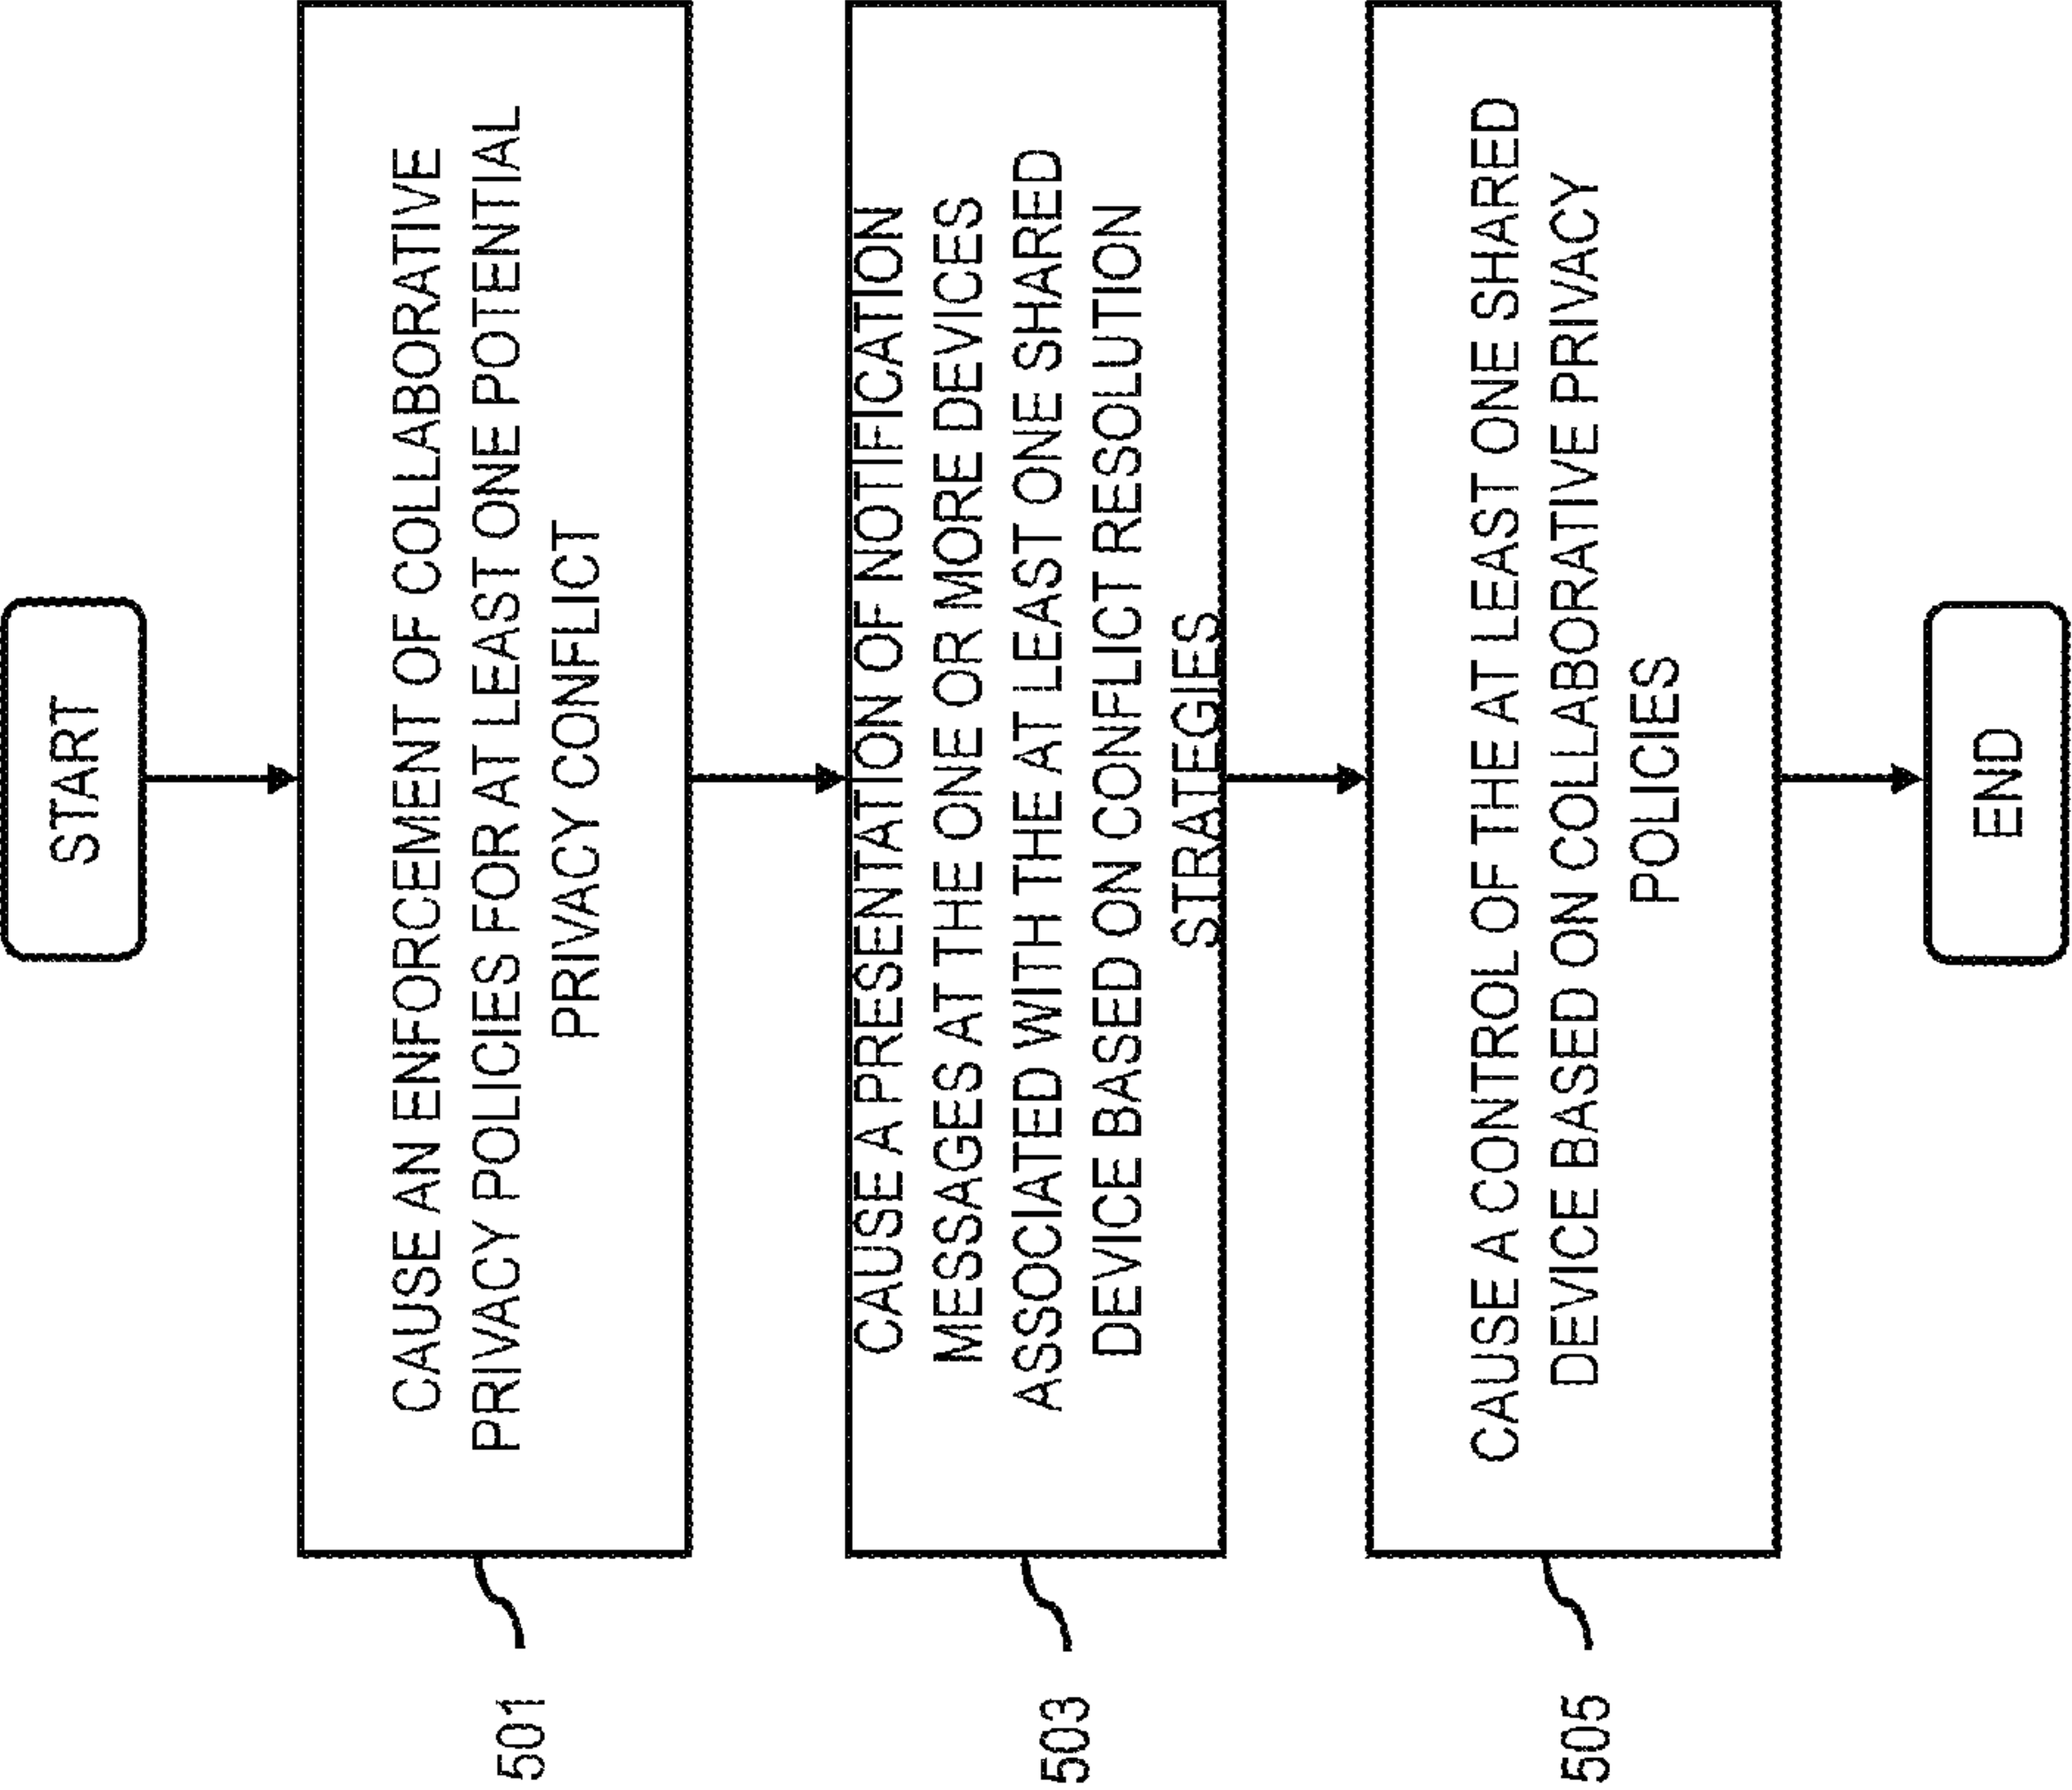 START
CAUSE AN ENFORCEMENT OF COLLABORATIVE
PRIVACY POLICIES FOR AT LEAST ONE POTENTIAL
PRIVACY CONFLICT
501
CAUSE A PRESENTATION OF NOTIFICATION
MESSAGES AT THE ONE OR MORE DEVICES
ASSOCIATED WITH THE AT LEAST ONE SHARED
DEVICE BASED ON CONFLICT RESOLUTION
STRATEGIES
503
CAUSE A CONTROL OF THE AT LEAST ONE SHARED
DEVICE BASED ON COLLABORATIVE PRIVACY
POLICIES
505
END